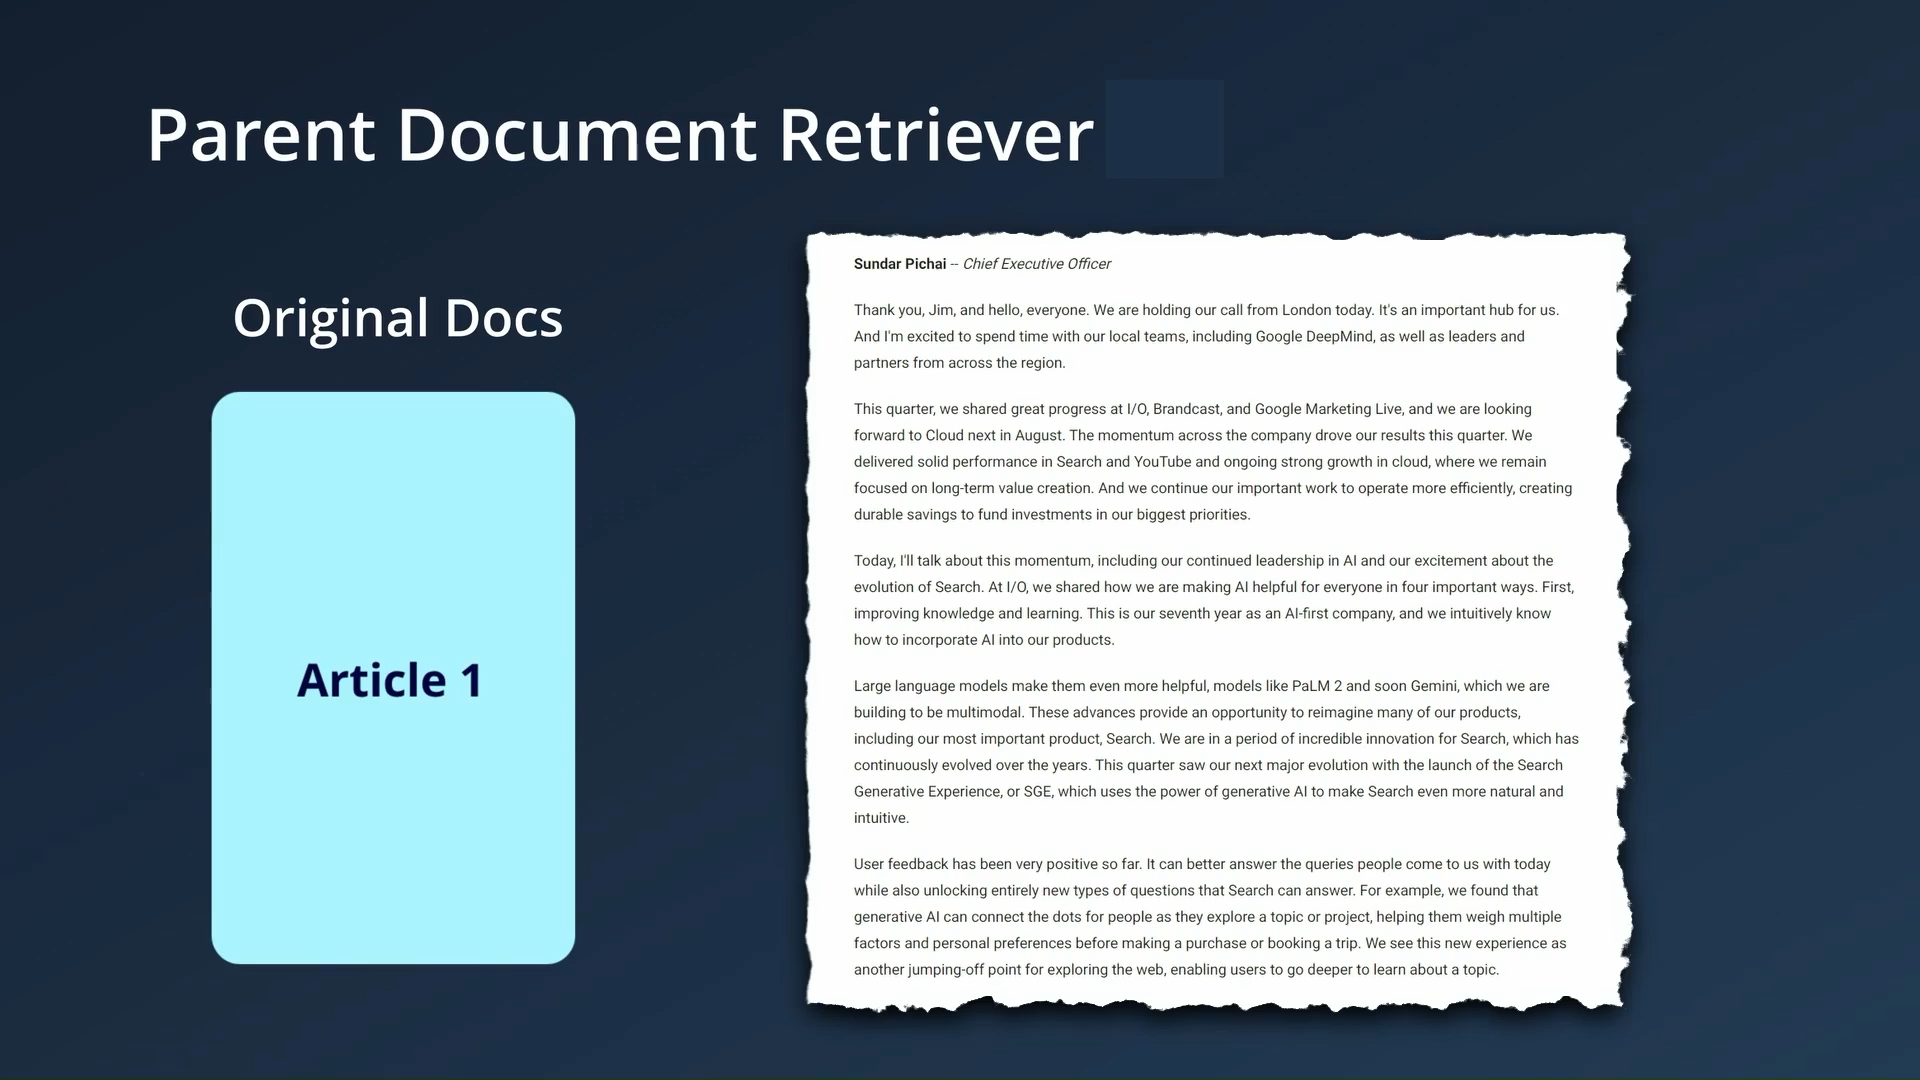 Parent Document Retriever
Original Docs
Article 1
Sundar Pichai -- Chief Executive Officer
Thank you, Jim, and hello, everyone. We are holding our call from London today. It's an important hub for us.
And I'm excited to spend time with our local teams, including Google DeepMind, as well as leaders and
partners from across the region.
This quarter, we shared great progress at I/O, Brandcast, and Google Marketing Live, and we are looking
forward to Cloud next in August. The momentum across the company drove our results this quarter. We
delivered solid performance in Search and YouTube and ongoing strong growth in cloud, where we remain
focused on long-term value creation. And we continue our important work to operate more efficiently, creating
durable savings to fund investments in our biggest priorities.
Today, I'll talk about this momentum, including our continued leadership in AI and our excitement about the
evolution of Search. At I/O, we shared how we are making AI helpful for everyone in four important ways. First,
improving knowledge and learning. This is our seventh year as an AI-first company, and we intuitively know
how to incorporate AI into our products.
Large language models make them even more helpful, models like PaLM 2 and soon Gemini, which we are
building to be multimodal. These advances provide an opportunity to reimagine many of our products,
including our most important product, Search. We are in a period of incredible innovation for Search, which has
continuously evolved over the years. This quarter saw our next major evolution with the launch of the Search
Generative Experience, or SGE, which uses the power of generative AI to make Search even more natural and
intuitive.
User feedback has been very positive so far. It can better answer the queries people come to us with today
while also unlocking entirely new types of questions that Search can answer. For example, we found that
generative AI can connect the dots for people as they explore a topic or project, helping them weigh multiple
factors and personal preferences before making a purchase or booking a trip. We see this new experience as
another jumping-off point for exploring the web, enabling users to go deeper to learn about a topic.